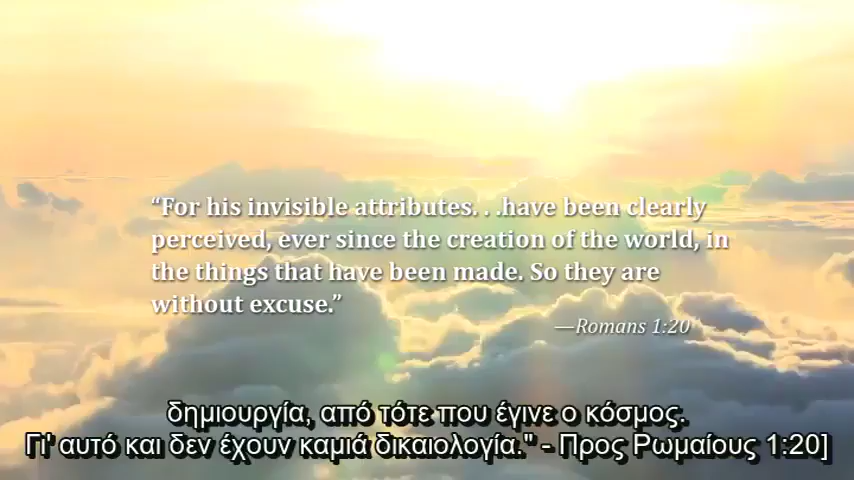 “For his invisible attributes. . .have been clearly
perceived, ever since the creation of the world, in
the things that have been made. So they are
without excuse.”
—Romans 1:20
δημιουργία, από τότε που έγινε ο κόσμος.
Γι' αυτό και δεν έχουν καμιά δικαιολογία." - Προς Ρωμαίους 1:20]